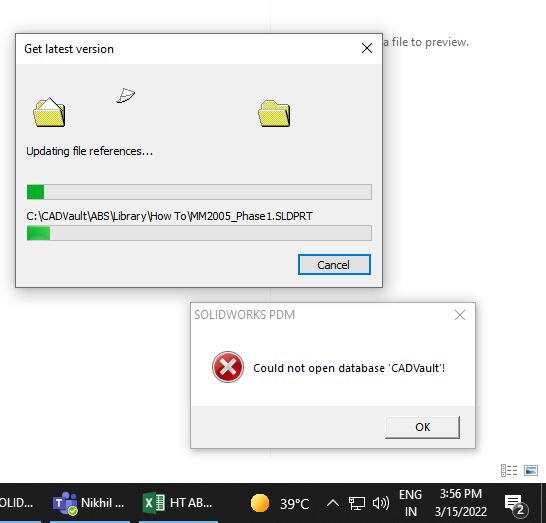 Get latest version
a file to preview.
Updating file references...
C:\CADVault\ABS\Library\How To\MM2005_Phase1.SLDPRT
Cancel
SOLIDWORKS PDM
Could not open database 'CADVault'!
OK
OLID...
Nikhil ...
HT AB...
39°C
ENG
IN
3:56 PM
3/15/2022
2